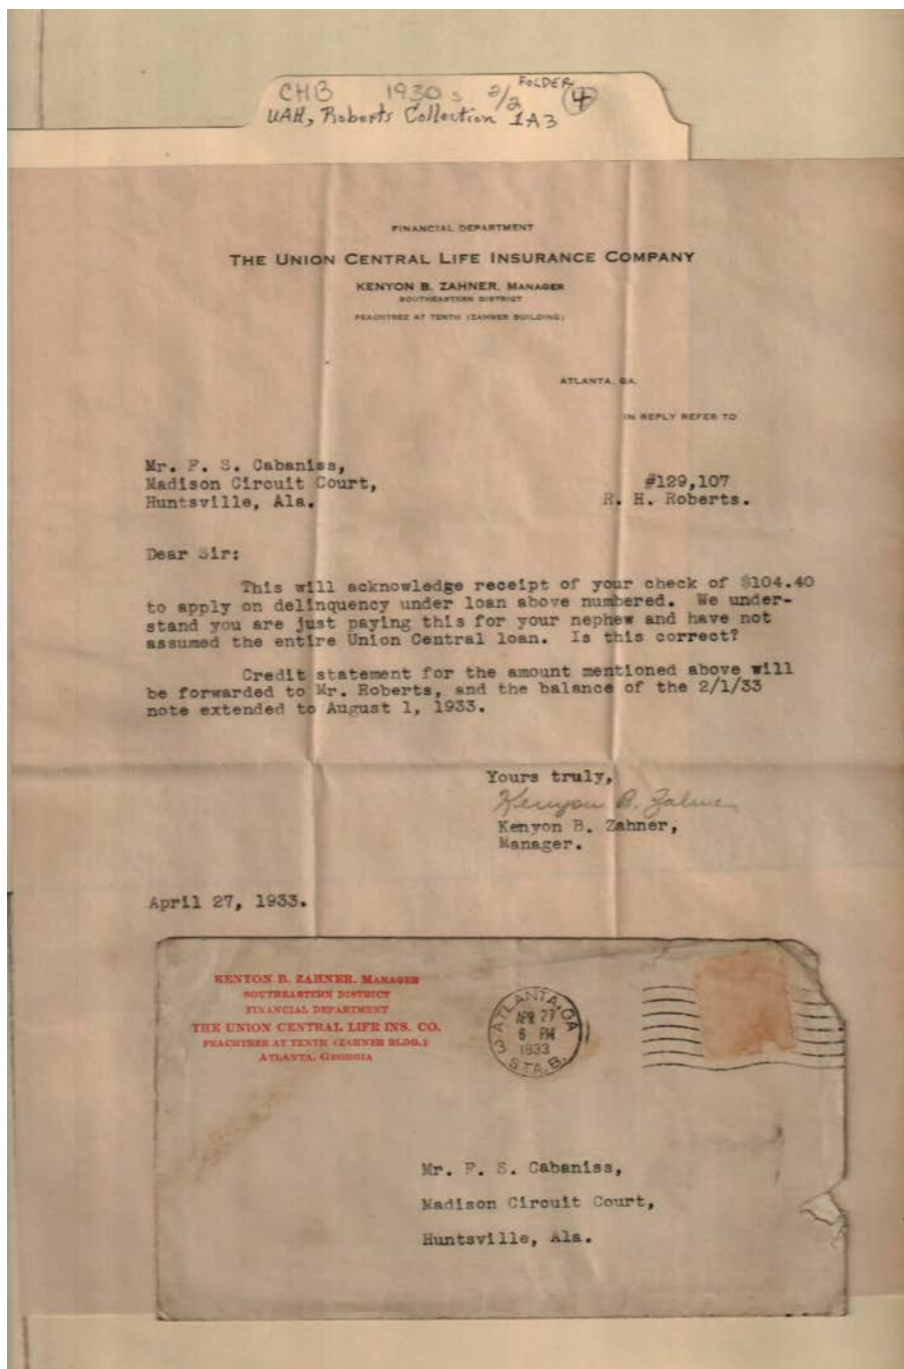 CHB 1930s 2/2 FOLDER 4
UAH, Roberts Collection 1A3
FINANCIAL DEPARTMENT
THE UNION CENTRAL LIFE INSURANCE COMPANY
KENYON B. ZAHNER, MANAGER
SOUTHEASTERN DISTRICT
PEACHTREE AT TENTH (ZAHNER BUILDING)
ATLANTA, GA.
IN REPLY REFER TO
Mr. F. S. Cabaniss,
Madison Circuit Court, #129,107
Huntsville, Ala. R. H. Roberts.
Dear Sir:
This will acknowledge receipt of your check of $104.40
to apply on delinquency under loan above numbered. We under-
stand you are just paying this for your nephew and have not
assumed the entire Union Central loan. Is this correct?
Credit statement for the amount mentioned above will
be forwarded to Mr. Roberts, and the balance of the 2/1/33
note extended to August 1, 1933.
Yours truly,
Kenyon B. Zahner
Kenyon B. Zahner,
Manager.
April 27, 1933.
KENYON B. ZAHNER, MANAGER
SOUTHEASTERN DISTRICT
FINANCIAL DEPARTMENT
THE UNION CENTRAL LIFE INS. CO.
PEACHTREE AT TENTH (ZAHNER BLDG.)
ATLANTA, GEORGIA
ATLANTA, GA
APR 27
6 PM
1933
STA. B.
Mr. F. S. Cabaniss,
Madison Circuit Court,
Huntsville, Ala.